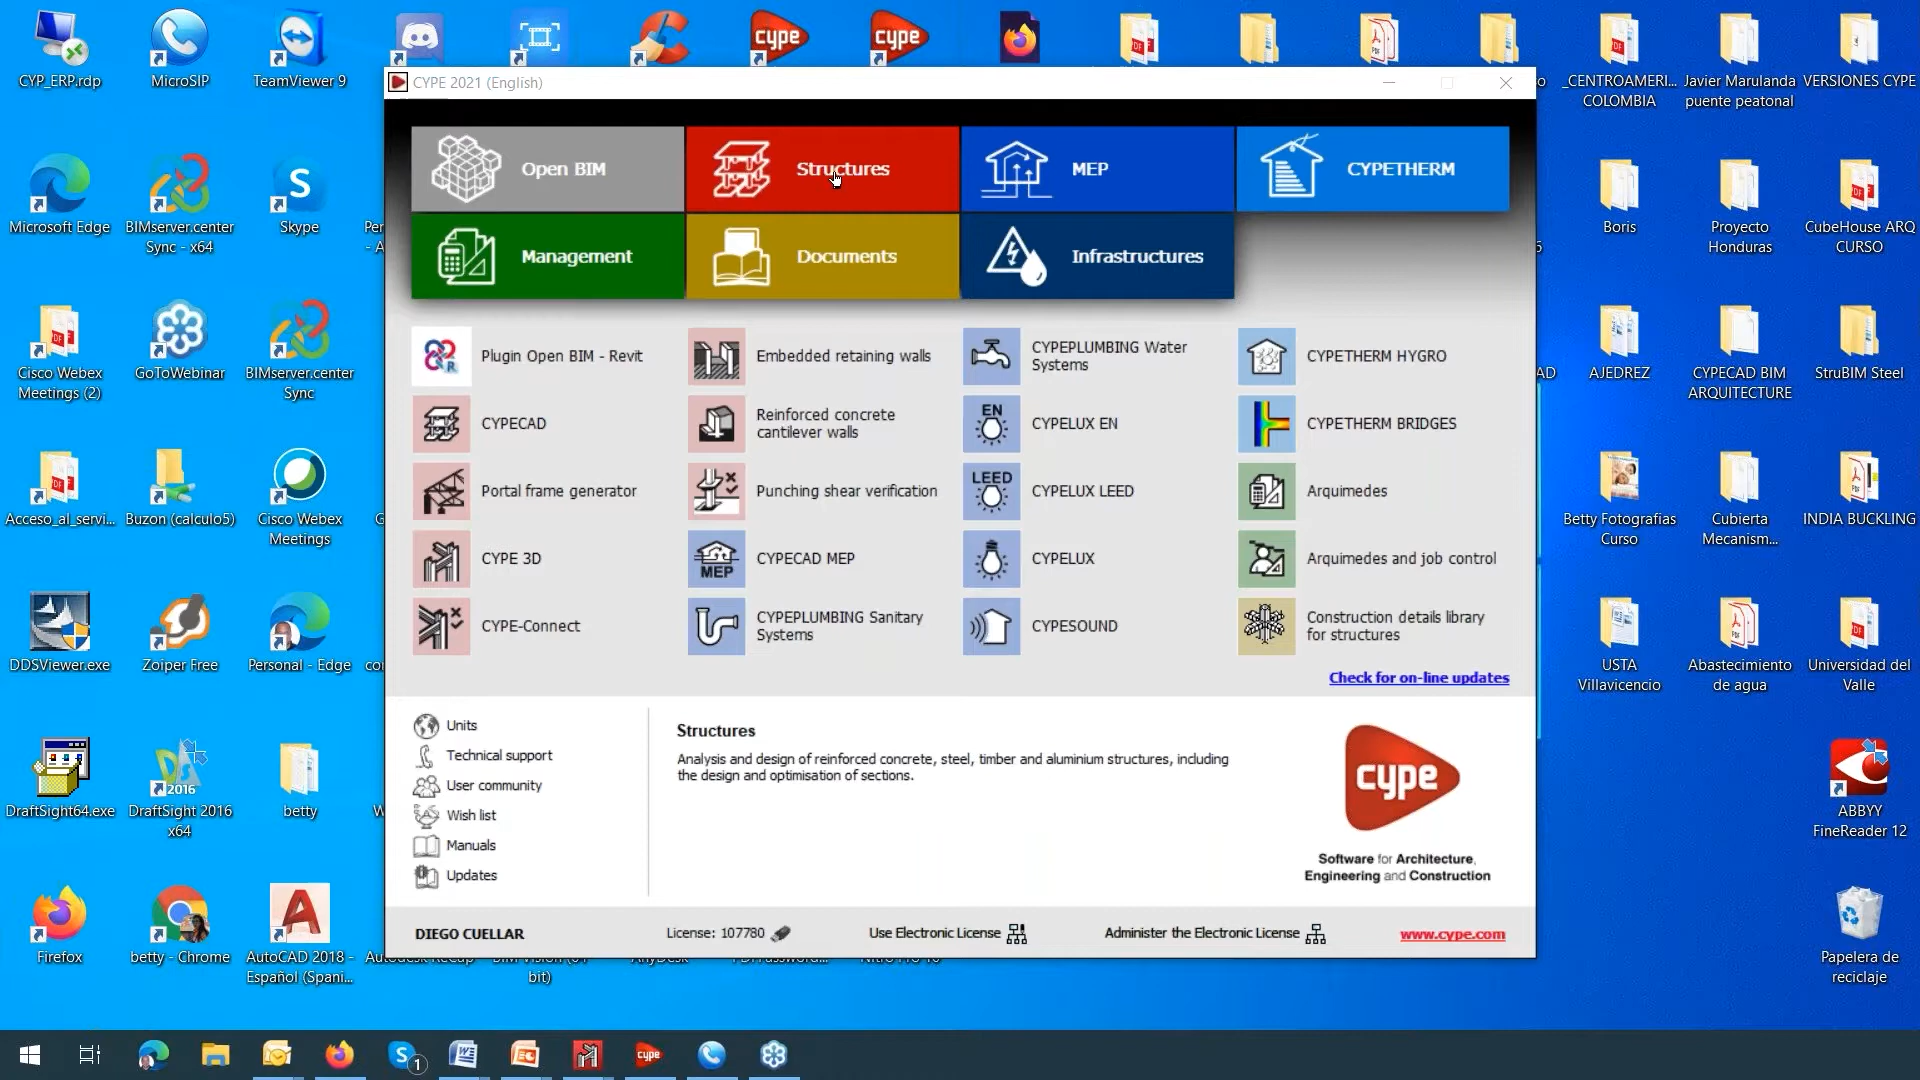 CYP_ERP.rdp
MicroSIP
TeamViewer 9
_CENTROAMERI...
COLOMBIA
Javier Marulanda
puente peatonal
VERSIONES CYPE
CYPE 2021 (English)
Open BIM
Structures
MEP
CYPETHERM
Management
Documents
Infrastructures
Microsoft Edge
BIMserver.center
Sync - x64
Skype
Boris
Proyecto
Honduras
CubeHouse ARQ
CURSO
Plugin Open BIM - Revit
Embedded retaining walls
CYPEPLUMBING Water
Systems
CYPETHERM HYGRO
CYPECAD
Reinforced concrete
cantilever walls
EN
CYPELUX EN
CYPETHERM BRIDGES
Portal frame generator
Punching shear verification
LEED
CYPELUX LEED
Arquimedes
CYPE 3D
MEP
CYPECAD MEP
CYPELUX
Arquimedes and job control
CYPE-Connect
CYPEPLUMBING Sanitary
Systems
CYPESOUND
Construction details library
for structures
Check for on-line updates
Cisco Webex
Meetings (2)
GoToWebinar
BIMserver.center
Sync
AJEDREZ
CYPECAD BIM
ARQUITECTURE
StruBIM Steel
Acceso_al_servi...
Buzon (calculo5)
Cisco Webex
Meetings
Betty Fotografias
Curso
Cubierta
Mecanism...
INDIA BUCKLING
DDSViewer.exe
Zoiper Free
Personal - Edge
USTA
Villavicencio
Abastecimiento
de agua
Universidad del
Valle
Units
Technical support
User community
Wish list
Manuals
Updates
Structures
Analysis and design of reinforced concrete, steel, timber and aluminium structures, including
the design and optimisation of sections.
cype
Software for Architecture,
Engineering and Construction
DraftSight64.exe
2016
DraftSight 2016
x64
betty
ABBYY
FineReader 12
DIEGO CUELLAR
License: 107780
Use Electronic License
Administer the Electronic License
www.cype.com
Firefox
betty - Chrome
AutoCAD 2018 -
Español (Spani...
bit)
Papelera de
reciclaje
cype
cype
cype
1